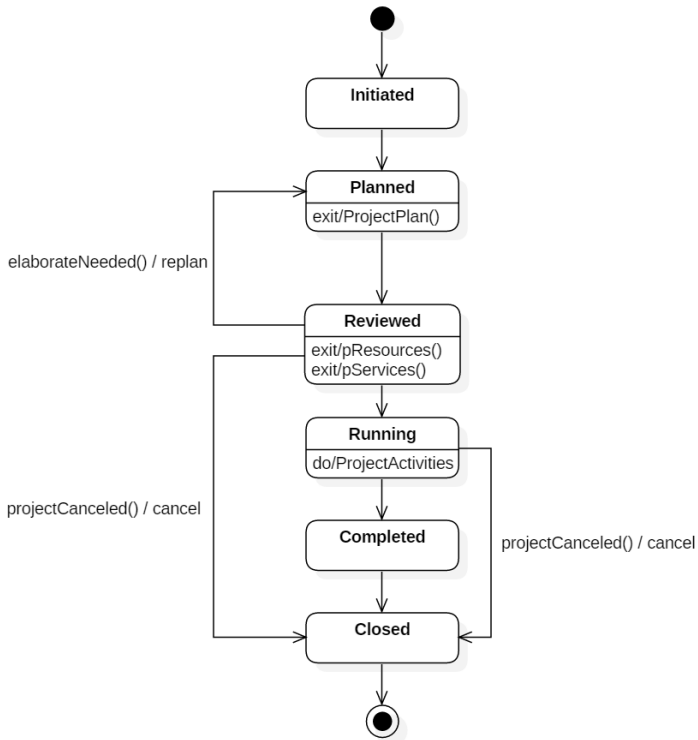 Initiated
Planned
exit/ProjectPlan()
elaborateNeeded() / replan
Reviewed
exit/pResources()
exit/pServices()
Running
do/ProjectActivities
projectCanceled() / cancel
Completed
projectCanceled() / cancel
Closed